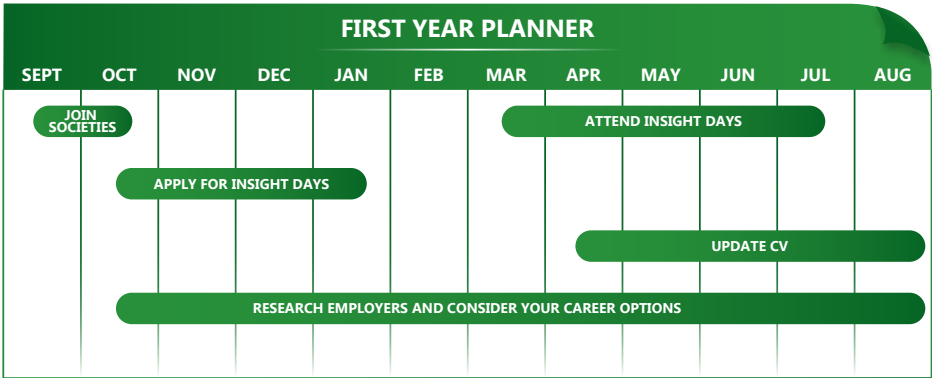 FIRST YEAR PLANNER
SEPT OCT NOV DEC JAN FEB MAR APR MAY JUN JUL AUG
JOIN
SOCIETIES
ATTEND INSIGHT DAYS
APPLY FOR INSIGHT DAYS
UPDATE CV
RESEARCH EMPLOYERS AND CONSIDER YOUR CAREER OPTIONS